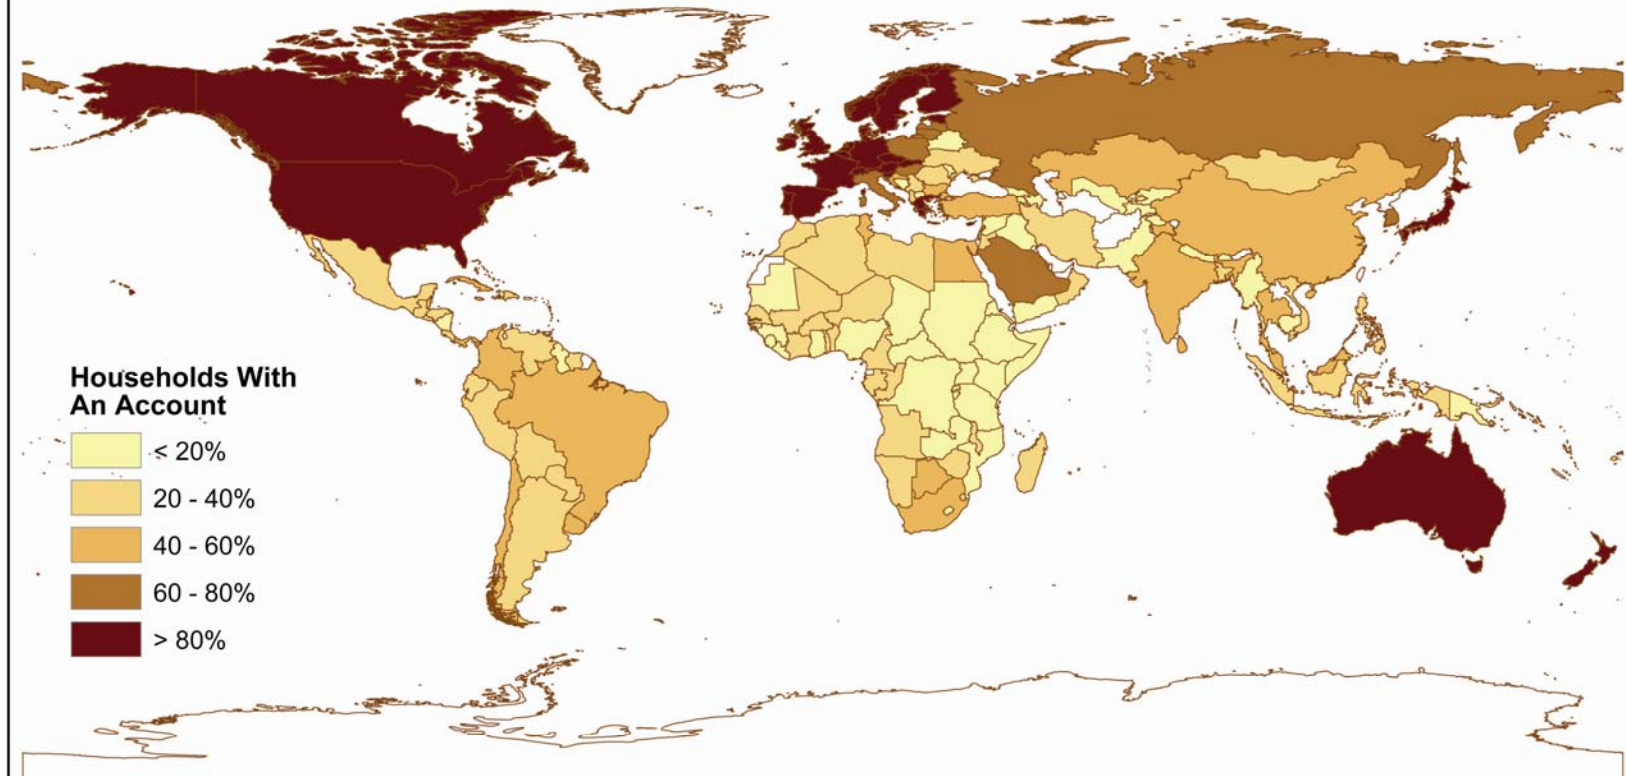 Households With
An Account
< 20%
20 - 40%
40 - 60%
60 - 80%
> 80%